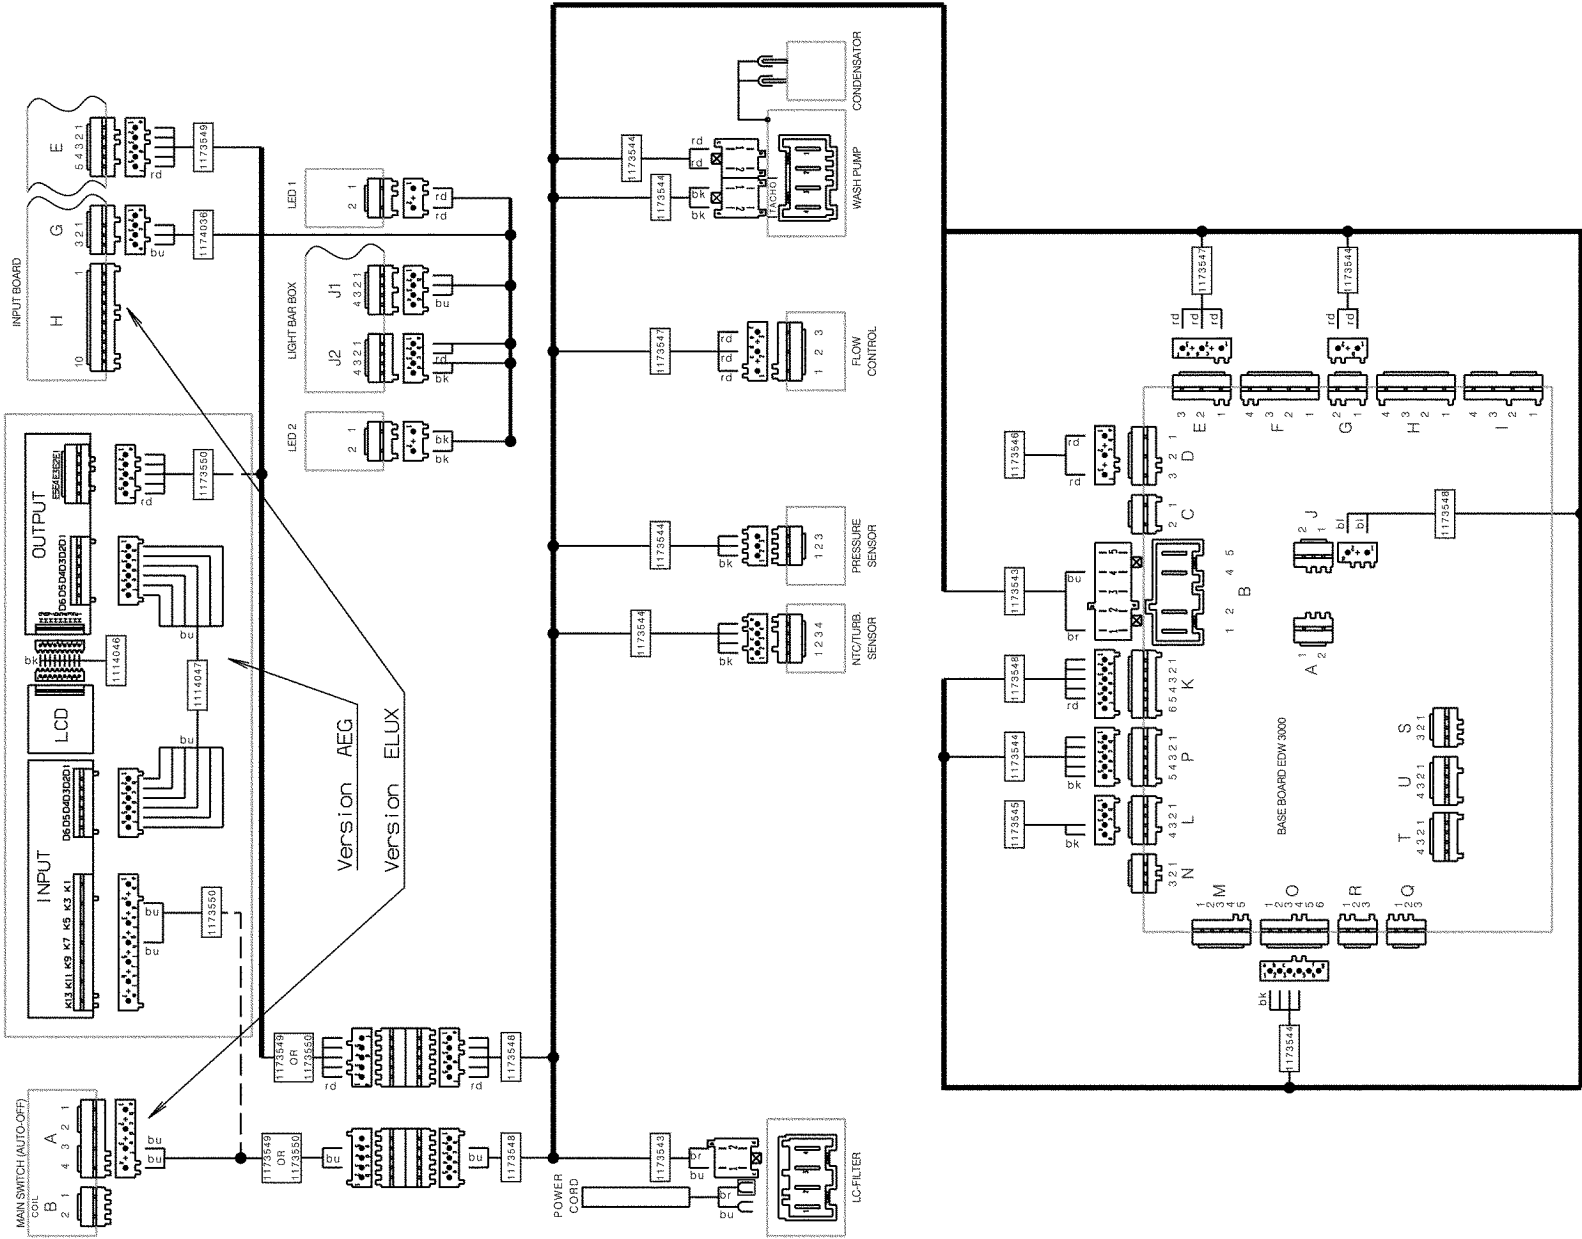 INPUT BOARD
E
5 4 3 2 1
rd
1173549
G
3 2 1
bu
1174036
H
10
1
OUTPUT
E5E4E3E2E1
rd
1173550
D6D5D4D3D2D1
bu
1114047
bk
1114046
LCD
INPUT
D6D5D4D3D2D1
bu
K13 K11 K9 K7 K5 K3 K1
bu
bu
1173550
MAIN SWITCH (AUTO-OFF)
COIL
B
2 1
A
4 3 2 1
bu
bu
1173549
OR
1173550
bu
bu
1173548
1173549
OR
1173550
rd
rd
1173548
Version AEG
Version ELUX
LED 1
2 1
rd
rd
LIGHT BAR BOX
J1
4 3 2 1
bu
J2
4 3 2 1
rd
bk
LED 2
2 1
bk
bk
CONDENSATOR
WASH PUMP
TACHO
rd
rd
1173544
bk
bk
1173544
FLOW
CONTROL
1 2 3
rd
rd
rd
1173547
PRESSURE
SENSOR
1 2 3
bk
1173544
NTC/TURB.
SENSOR
1 2 3 4
bk
1173544
POWER
CORD
br
bu
br
bu
1173543
LC-FILTER
BASE BOARD EDW 3000
1173547
rd
rd
rd
E
3 2 1
F
4 3 2 1
1173544
rd
rd
G
2 1
H
4 3 2 1
I
4 3 2 1
1173546
rd
rd
D
3 2 1
C
2 1
1173543
bu
br
B
1 2 4 5
1173548
rd
K
6 5 4 3 2 1
1173544
bk
P
5 4 3 2 1
1173545
bk
L
4 3 2 1
N
3 2 1
M
1 2 3 4 5
O
1 2 3 4 5 6
bk
1173544
R
1 2 3
Q
1 2 3
J
2 1
bl
bl
1173548
A
1 2
S
3 2 1
U
4 3 2 1
T
4 3 2 1